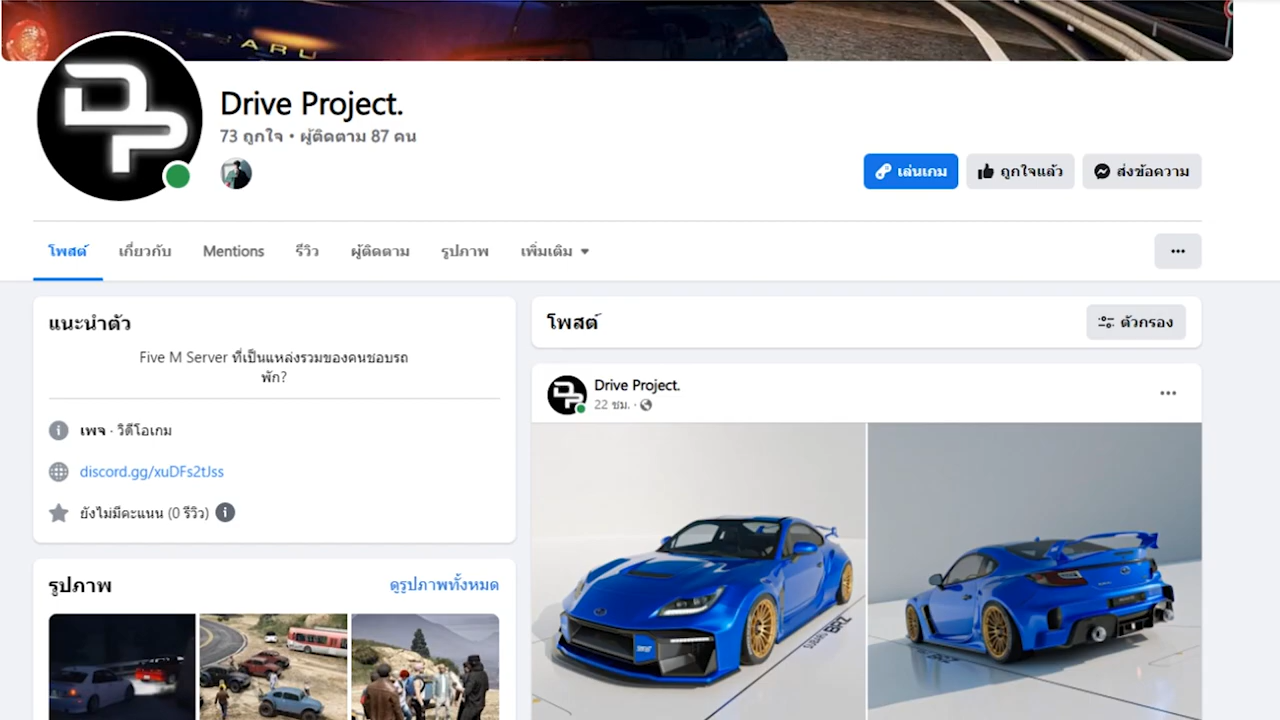 SUBARU
DP
Drive Project.
73 ถูกใจ • ผู้ติดตาม 87 คน
เล่นเกม
ถูกใจแล้ว
ส่งข้อความ
โพสต์
เกี่ยวกับ
Mentions
รีวิว
ผู้ติดตาม
รูปภาพ
เพิ่มเติม
แนะนำตัว
Five M Server ที่เป็นแหล่งรวมของคนชอบรถ
พัก?
เพจ · วิดีโอเกม
discord.gg/xuDFs2tJss
ยังไม่มีคะแนน (0 รีวิว)
รูปภาพ
ดูรูปภาพทั้งหมด
โพสต์
ตัวกรอง
DP
Drive Project.
22 ชม. ·
SUBARU BRZ